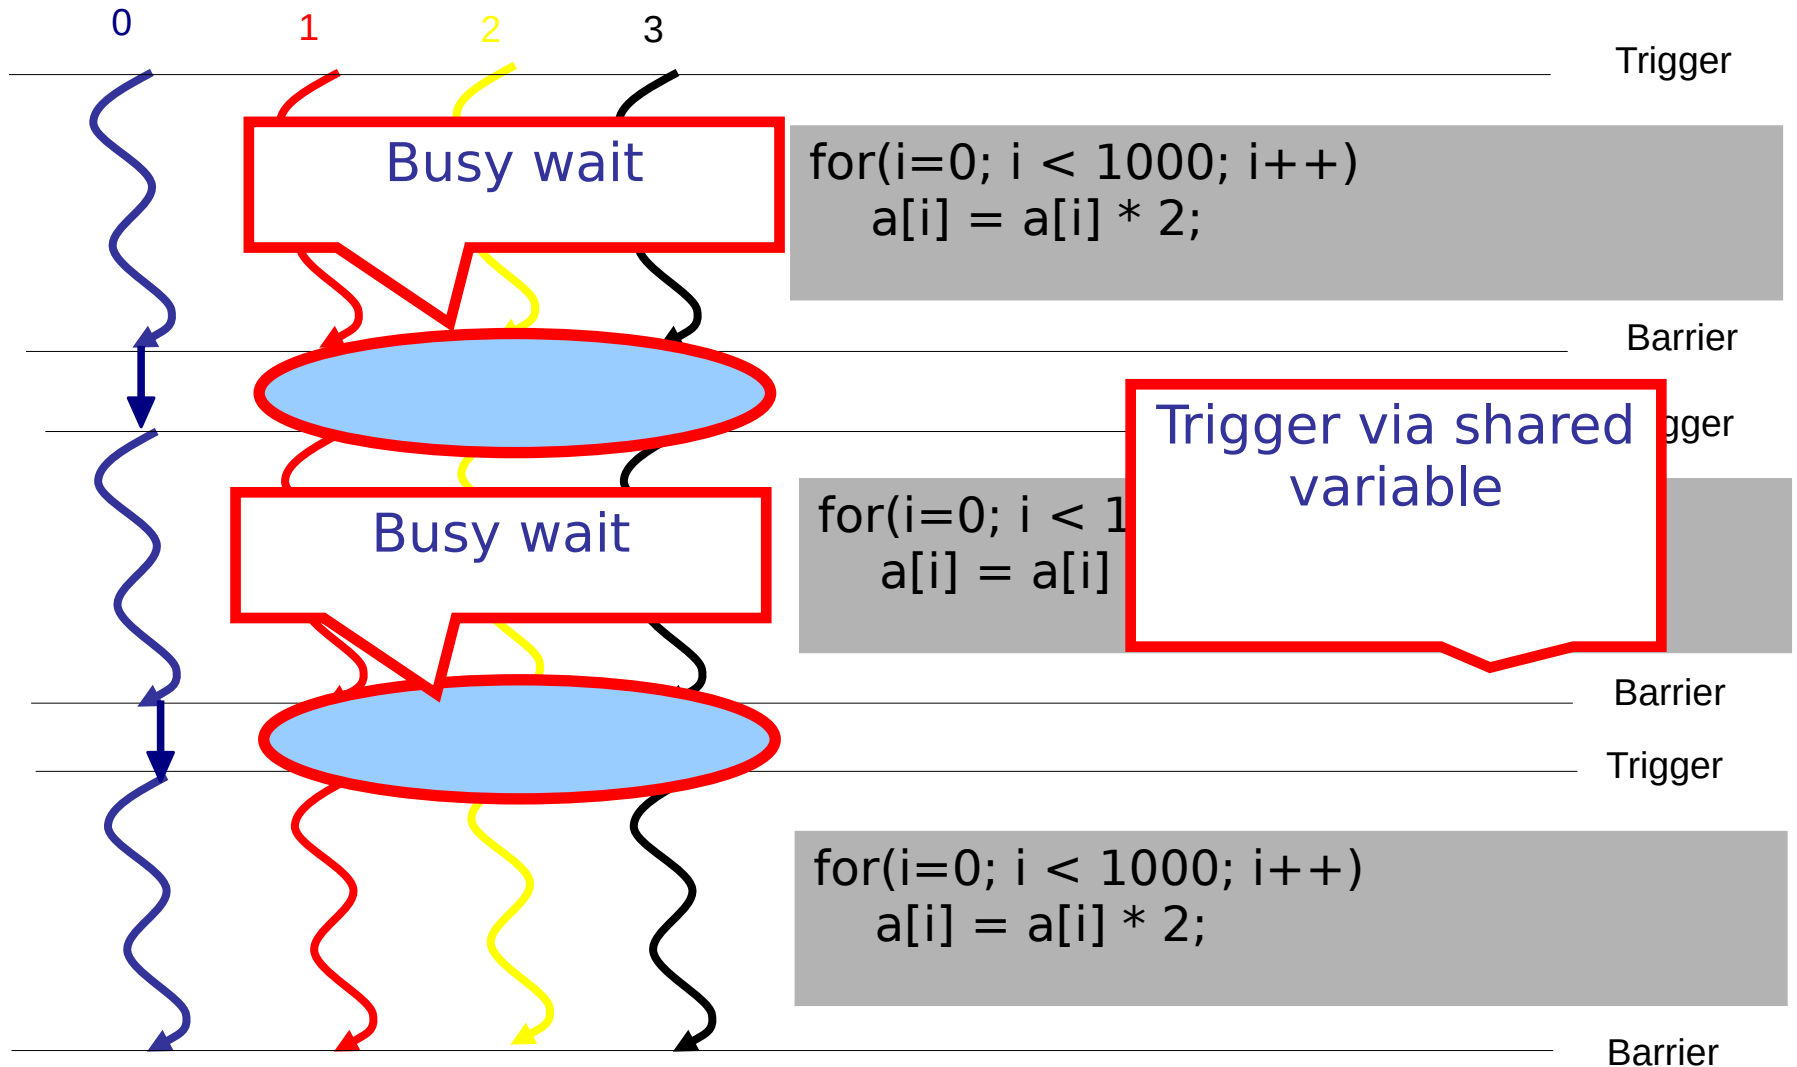 0 1 2 3
Trigger
Busy wait
for(i=0; i < 1000; i++)
a[i] = a[i] * 2;
Barrier
Trigger via shared
variable
gger
Busy wait
for(i=0; i < 1
a[i] = a[i]
Barrier
Trigger
for(i=0; i < 1000; i++)
a[i] = a[i] * 2;
Barrier